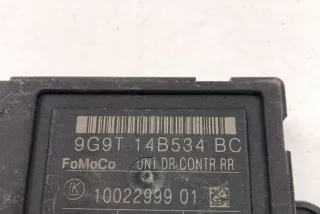 9G9T 14B534 BC
FoMoCo UNI DR-CONTR RR
K 10022999 01